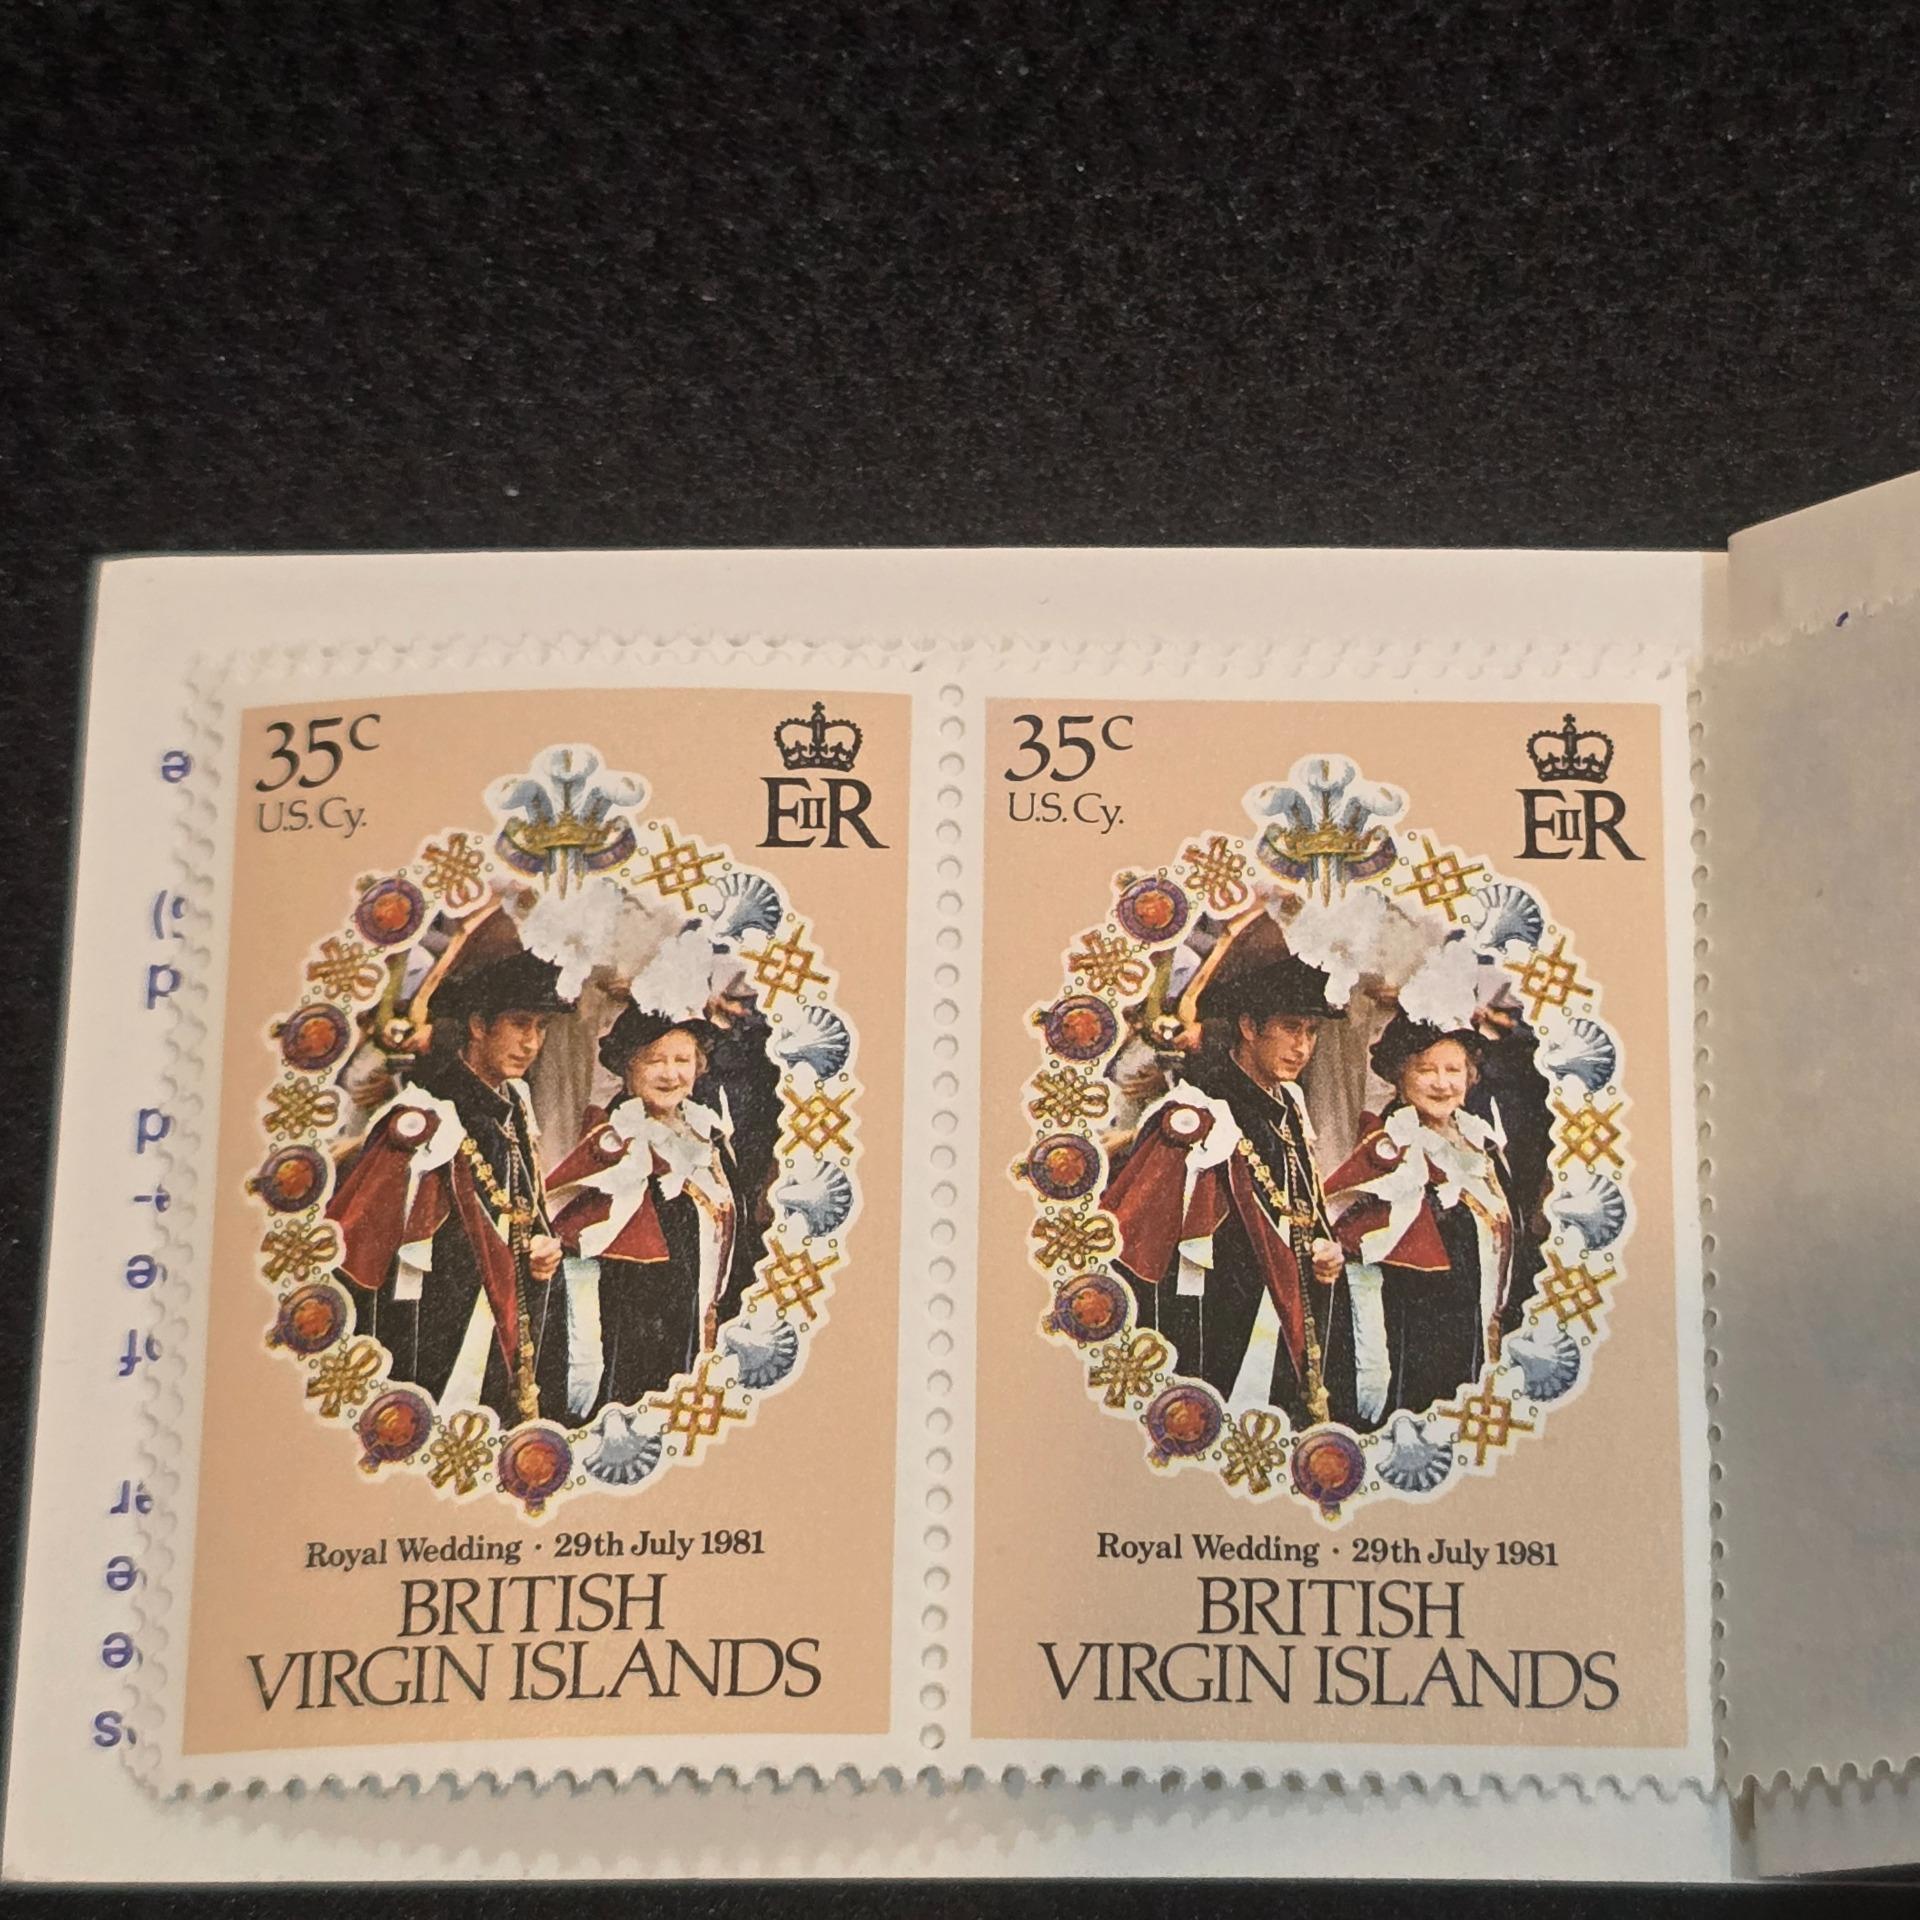 35c
U.S.Cy.
EIIR
Royal Wedding · 29th July 1981
BRITISH
VIRGIN ISLANDS
35c
U.S.Cy.
EIIR
Royal Wedding · 29th July 1981
BRITISH
VIRGIN ISLANDS